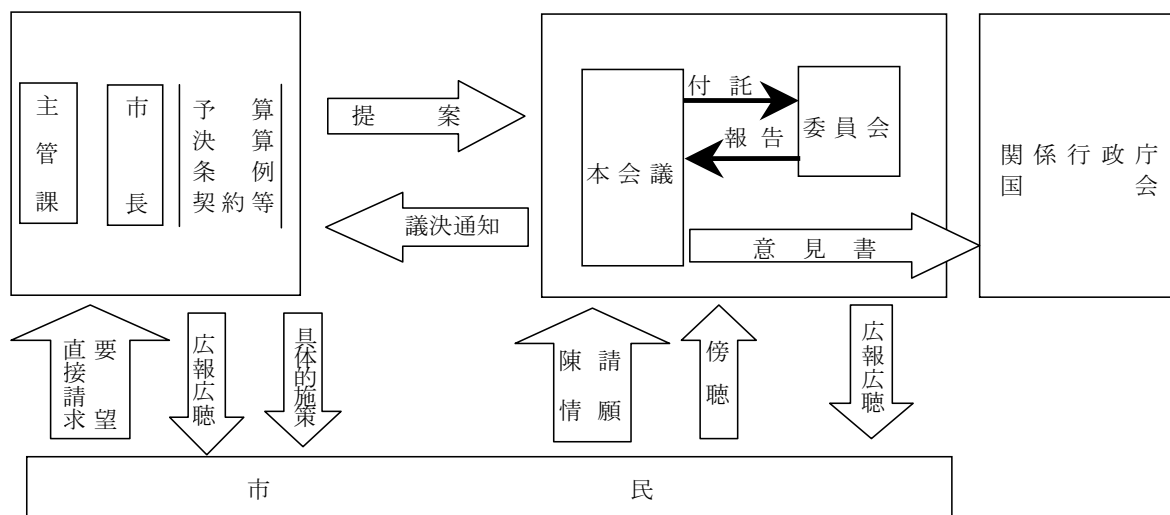 主管課
市長
予算
決算
条例
契約等
提案
議決通知
本会議
付託
報告
委員会
意見書
関係行政庁
国会
要望
直接請求
広報広聴
具体的施策
請願
陳情
傍聴
広報広聴
市民